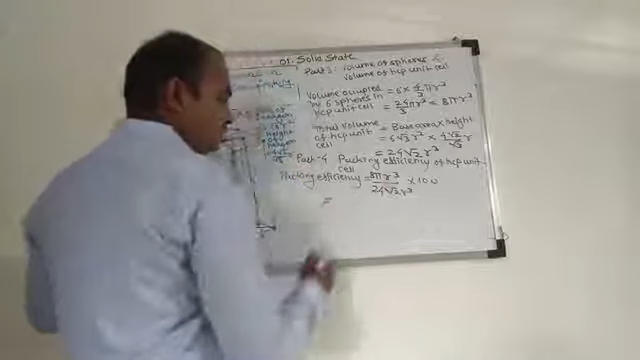 01. Solid State
Part 3: Volume of spheres &
Volume of hcp unit cell
Volume occupied
by 6 spheres in = 6 × 4/3 πr³
hcp unit cell = 24πr³/3 = 8πr³
Total volume = Base area × height
of hcp unit = 6√3 r² × 4√2/√3 r
cell
= 24√2 r³
Part-4 Packing efficiency of hcp unit
cell
Packing efficiency = 8πr³/24√2 r³ × 100
=